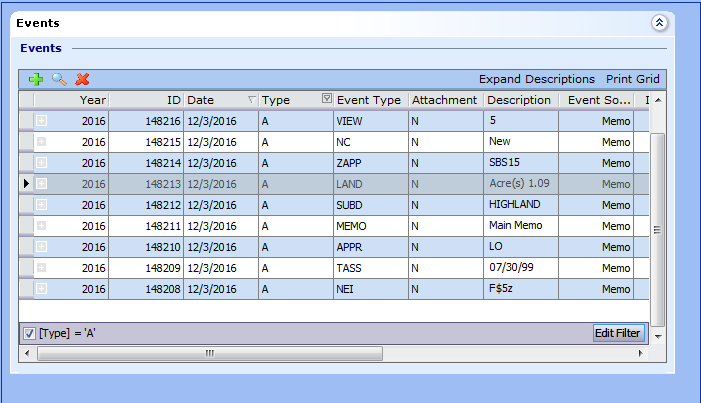 Events
Events
Expand Descriptions Print Grid
Year ID Date Type Event Type Attachment Description Event So... I
2016 148216 12/3/2016 A VIEW N 5 Memo
2016 148215 12/3/2016 A NC N New Memo
2016 148214 12/3/2016 A ZAPP N SBS15 Memo
2016 148213 12/3/2016 A LAND N Acre(s) 1.09 Memo
2016 148212 12/3/2016 A SUBD N HIGHLAND Memo
2016 148211 12/3/2016 A MEMO N Main Memo Memo
2016 148210 12/3/2016 A APPR N LO Memo
2016 148209 12/3/2016 A TASS N 07/30/99 Memo
2016 148208 12/3/2016 A NEI N F$5z Memo
[Type] = 'A' Edit Filter